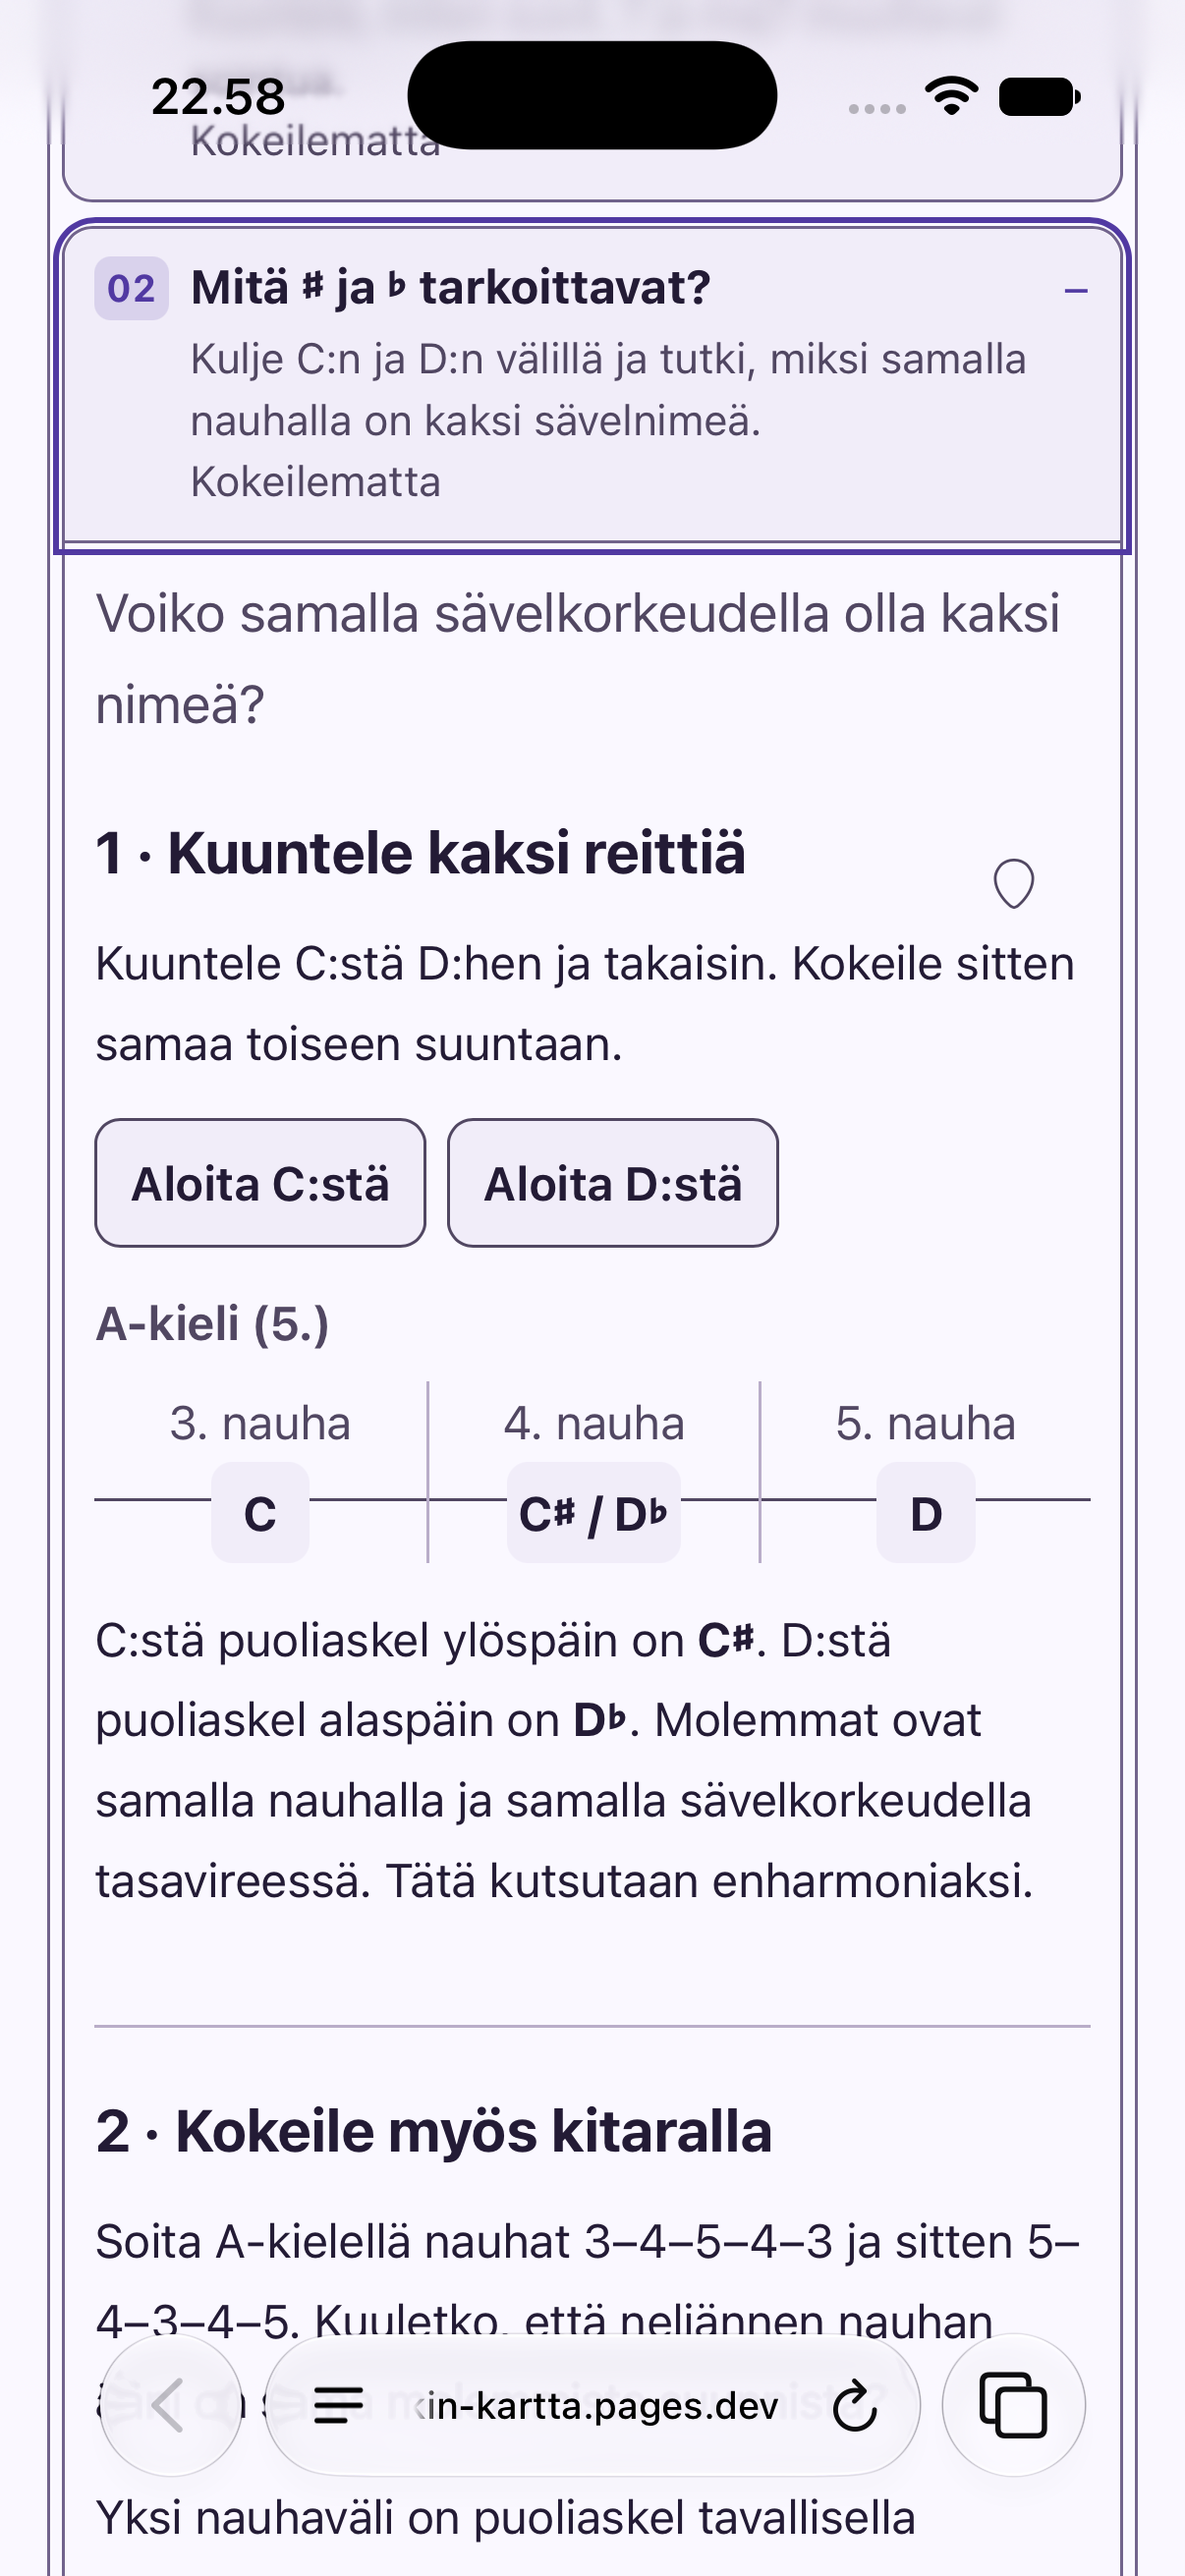 22.58
Kokeilematta
02 Mitä ♯ ja ♭ tarkoittavat? –
Kulje C:n ja D:n välillä ja tutki, miksi samalla
nauhalla on kaksi sävelnimeä.
Kokeilematta
Voiko samalla sävelkorkeudella olla kaksi
nimeä?
1 · Kuuntele kaksi reittiä
Kuuntele C:stä D:hen ja takaisin. Kokeile sitten
samaa toiseen suuntaan.
Aloita C:stä Aloita D:stä
A-kieli (5.)
3. nauha 4. nauha 5. nauha
C C♯ / D♭ D
C:stä puoliaskel ylöspäin on C♯. D:stä
puoliaskel alaspäin on D♭. Molemmat ovat
samalla nauhalla ja samalla sävelkorkeudella
tasavireessä. Tätä kutsutaan enharmoniaksi.
2 · Kokeile myös kitaralla
Soita A-kielellä nauhat 3–4–5–4–3 ja sitten 5–
4–3–4–5. Kuuletko, että neljännen nauhan
in-kartta.pages.dev
Yksi nauhaväli on puoliaskel tavallisella